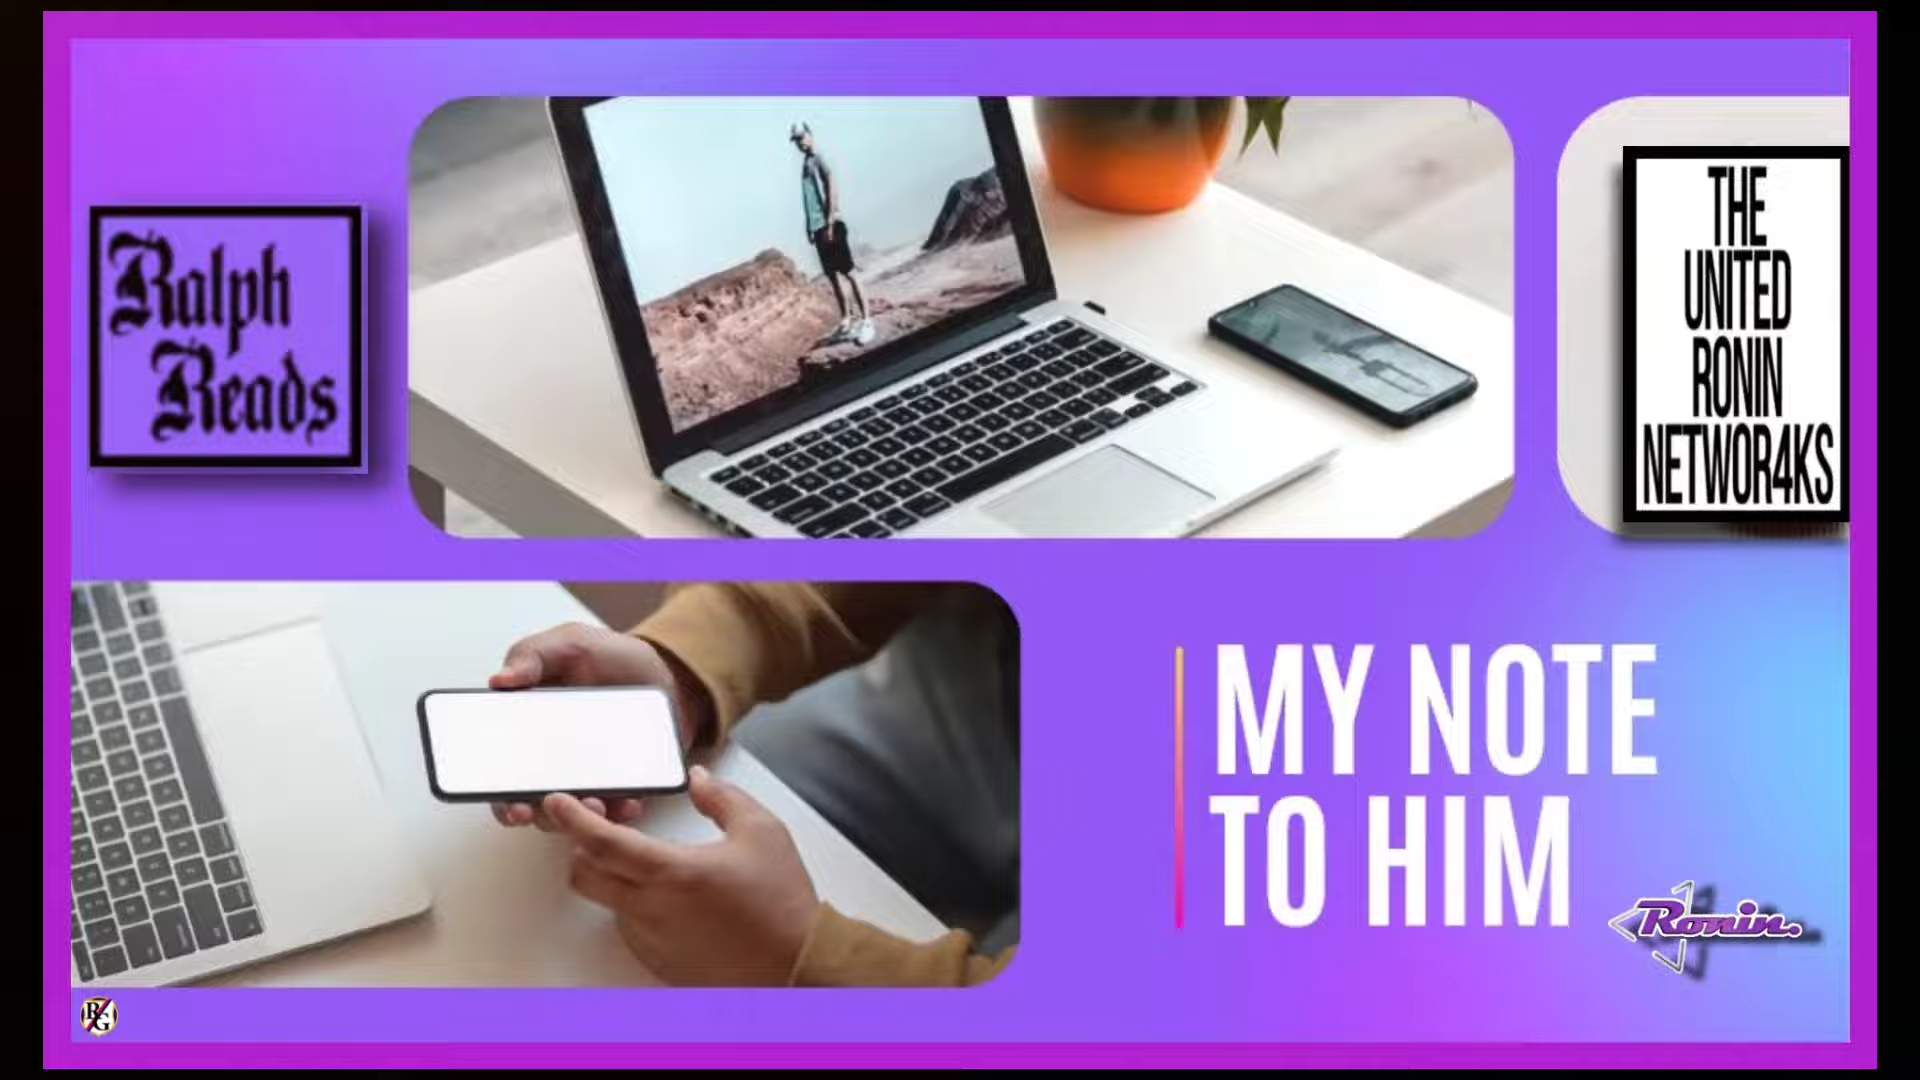 Ralph
Reads
THE
UNITED
RONIN
NETWOR4KS
MY NOTE
TO HIM
Ronin.
R/G